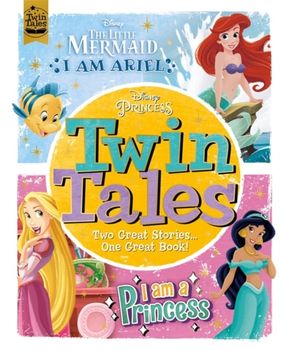 Twin
Tales
Disney
THE LITTLE
MERMAID
I AM ARIEL
Disney
PRINCESS
Twin
Tales
Two Great Stories...
One Great Book!
I am a
Princess